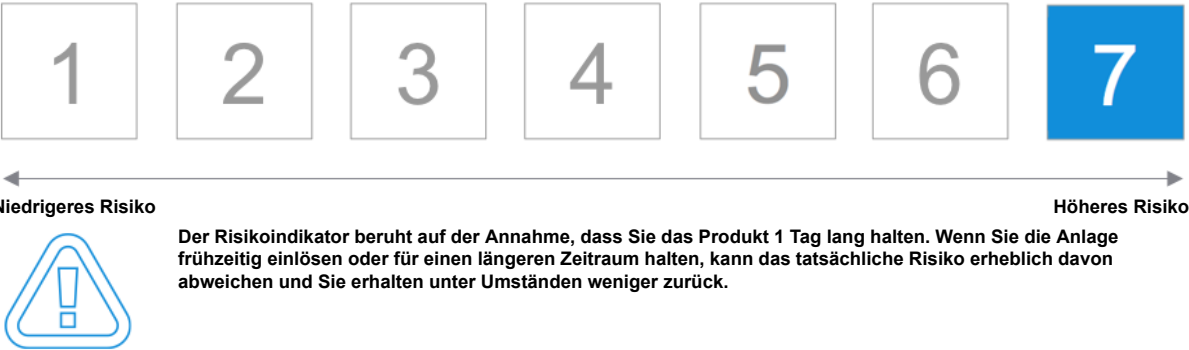 1 2 3 4 5 6 7
Niedrigeres Risiko Höheres Risiko
Der Risikoindikator beruht auf der Annahme, dass Sie das Produkt 1 Tag lang halten. Wenn Sie die Anlage
frühzeitig einlösen oder für einen längeren Zeitraum halten, kann das tatsächliche Risiko erheblich davon
abweichen und Sie erhalten unter Umständen weniger zurück.